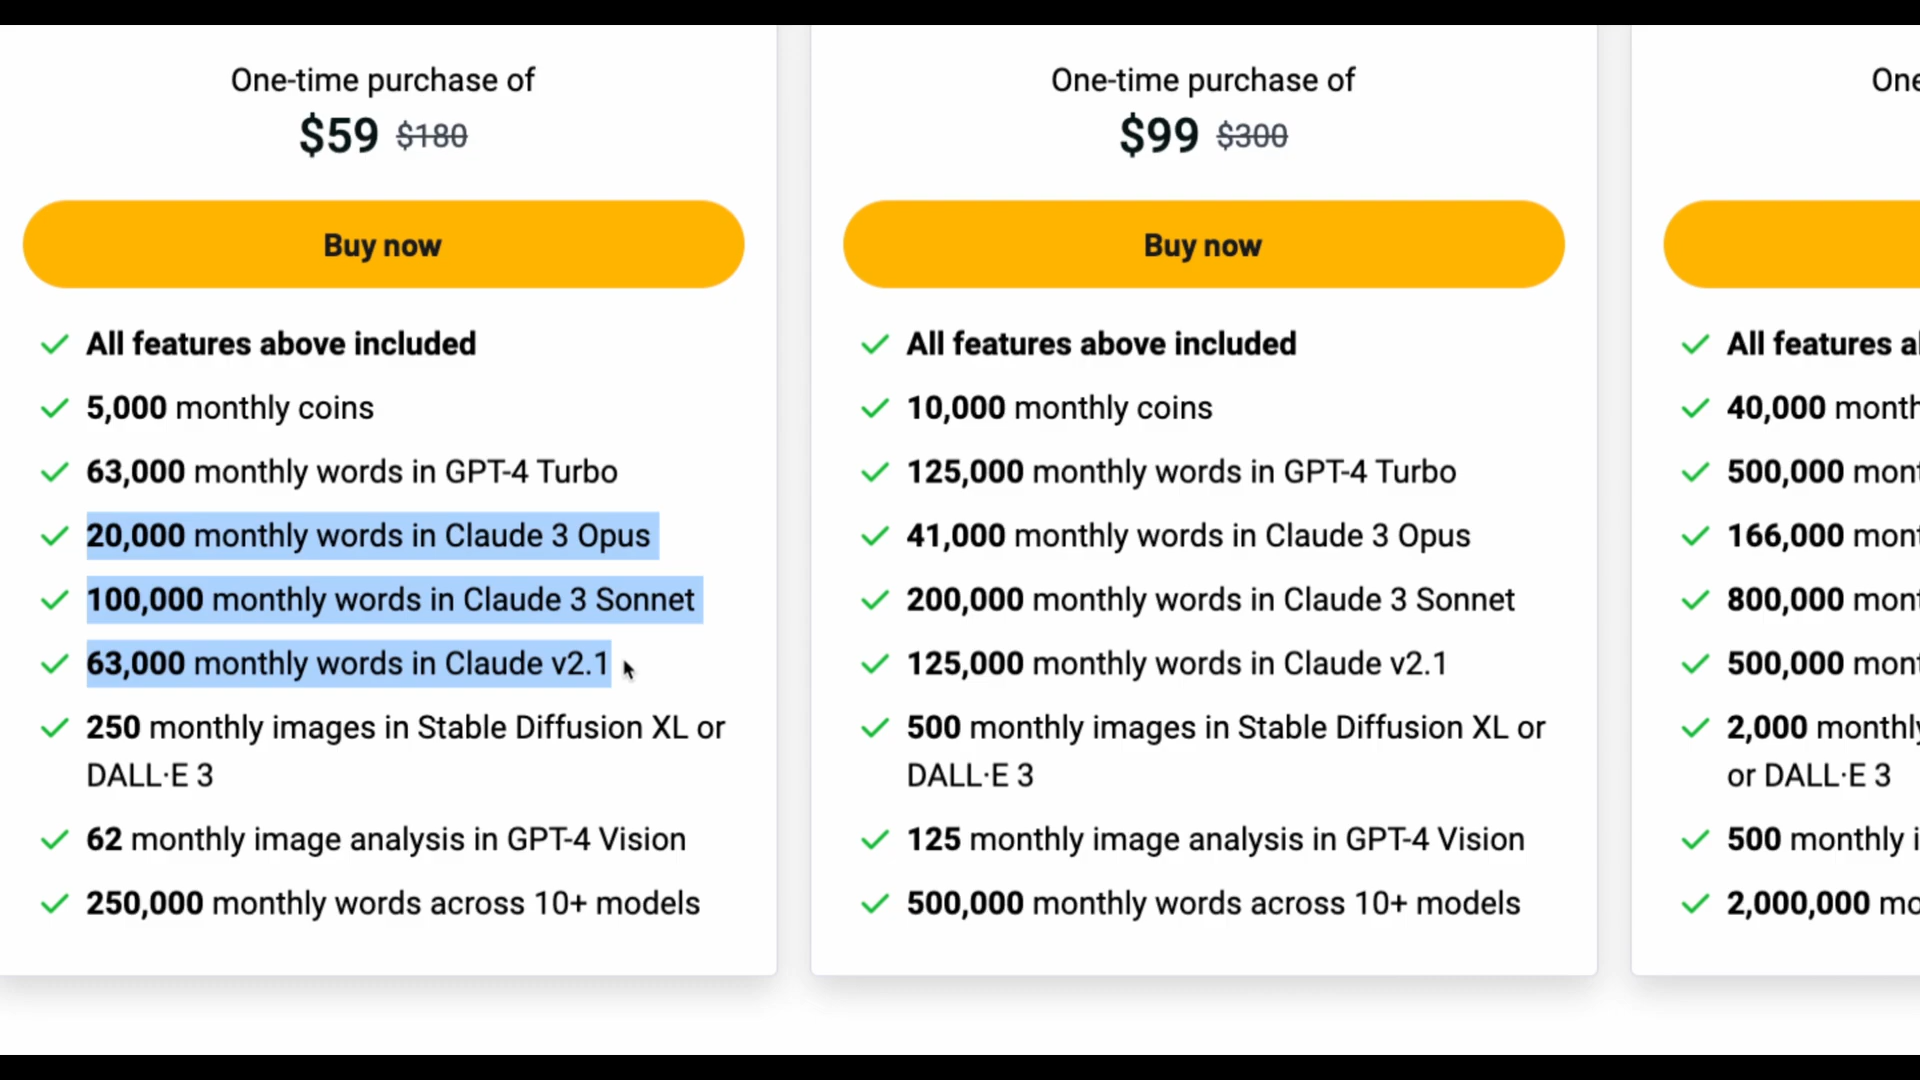 One-time purchase of
$59 $180
Buy now
All features above included
5,000 monthly coins
63,000 monthly words in GPT-4 Turbo
20,000 monthly words in Claude 3 Opus
100,000 monthly words in Claude 3 Sonnet
63,000 monthly words in Claude v2.1
250 monthly images in Stable Diffusion XL or
DALL·E 3
62 monthly image analysis in GPT-4 Vision
250,000 monthly words across 10+ models
One-time purchase of
$99 $300
Buy now
All features above included
10,000 monthly coins
125,000 monthly words in GPT-4 Turbo
41,000 monthly words in Claude 3 Opus
200,000 monthly words in Claude 3 Sonnet
125,000 monthly words in Claude v2.1
500 monthly images in Stable Diffusion XL or
DALL·E 3
125 monthly image analysis in GPT-4 Vision
500,000 monthly words across 10+ models
One
All features
40,000
500,000
166,000
800,000
500,000
2,000 monthly
or DALL·E 3
500 monthly
2,000,000